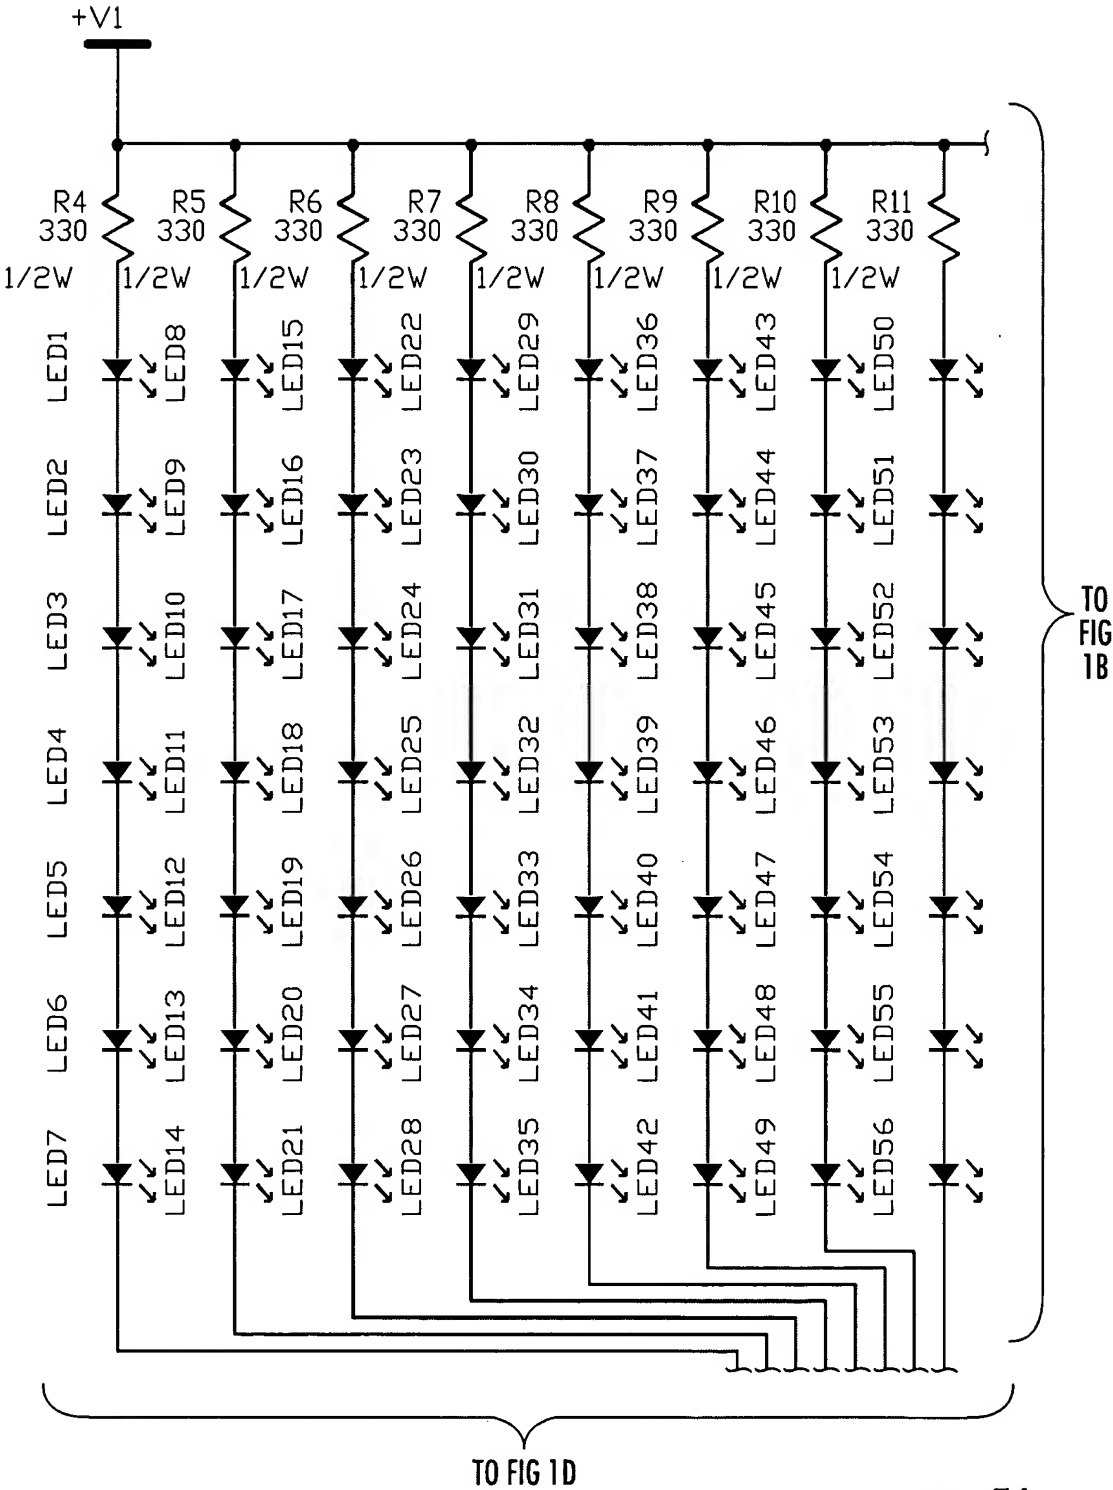 +V1
R4 R5 R6 R7 R8 R9 R10 R11
330 330 330 330 330 330 330 330
1/2W 1/2W 1/2W 1/2W 1/2W 1/2W 1/2W 1/2W
LED1 LED8 LED15 LED22 LED29 LED36 LED43 LED50
LED2 LED9 LED16 LED23 LED30 LED37 LED44 LED51
LED3 LED10 LED17 LED24 LED31 LED38 LED45 LED52
LED4 LED11 LED18 LED25 LED32 LED39 LED46 LED53
LED5 LED12 LED19 LED26 LED33 LED40 LED47 LED54
LED6 LED13 LED20 LED27 LED34 LED41 LED48 LED55
LED7 LED14 LED21 LED28 LED35 LED42 LED49 LED56
TO
FIG
1B
TO FIG 1D